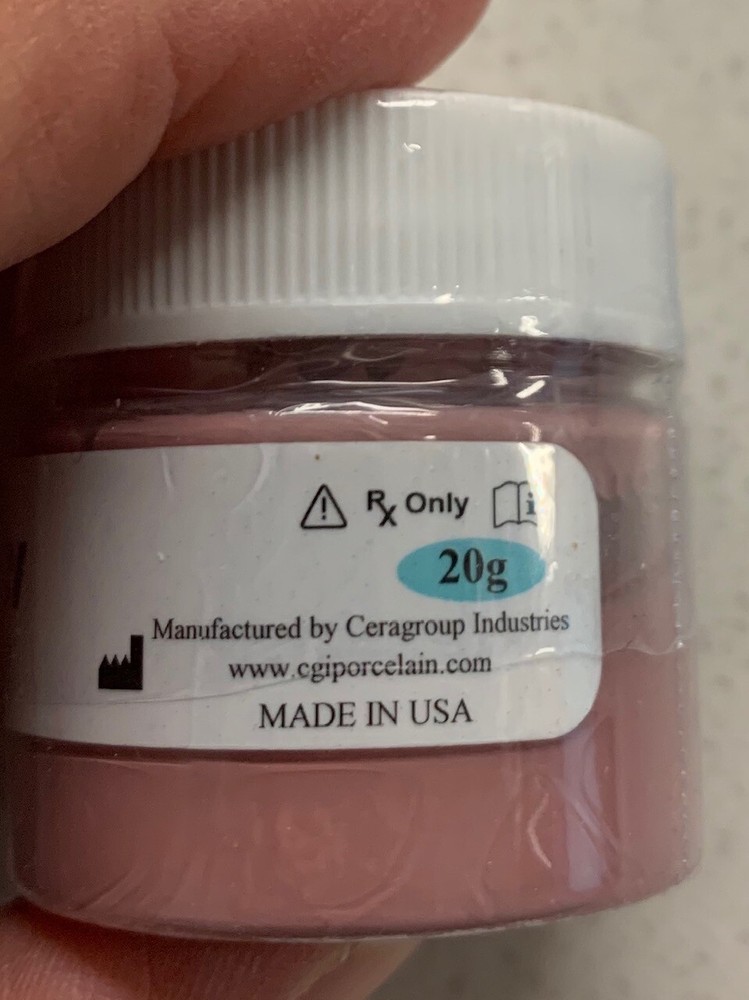 Rx Only
20g
Manufactured by Ceragroup Industries
www.cgiporcelain.com
MADE IN USA